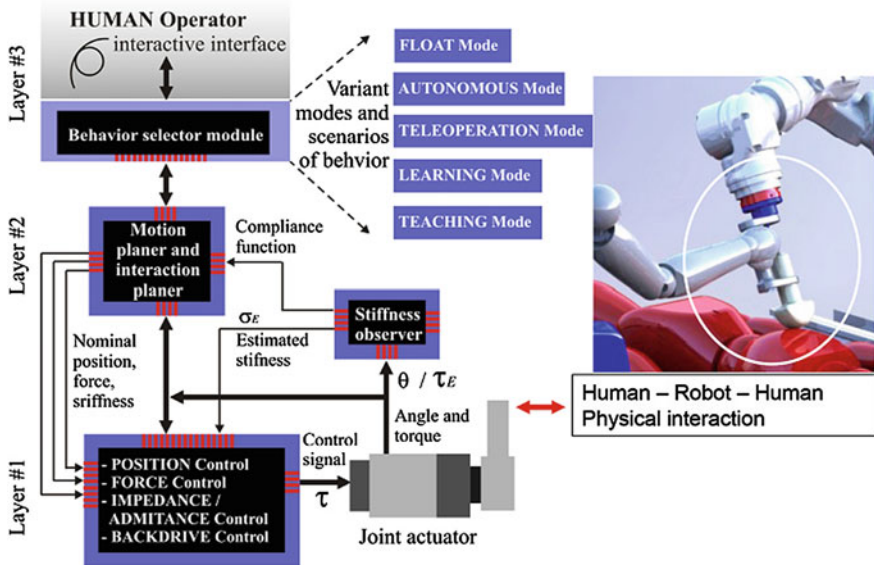 Layer #3
HUMAN Operator
interactive interface
Behavior selector module
Variant
modes and
scenarios
of behvior
FLOAT Mode
AUTONOMOUS Mode
TELEOPERATION Mode
LEARNING Mode
TEACHING Mode
Layer #2
Motion
planer and
interaction
planer
Compliance
function
Stiffness
observer
σE
Estimated
stifness
Nominal
position,
force,
sriffness
θ / τE
Angle and
torque
Human – Robot – Human
Physical interaction
Layer #1
- POSITION Control
- FORCE Control
- IMPEDANCE /
ADMITANCE Control
- BACKDRIVE Control
Control
signal
τ
Joint actuator